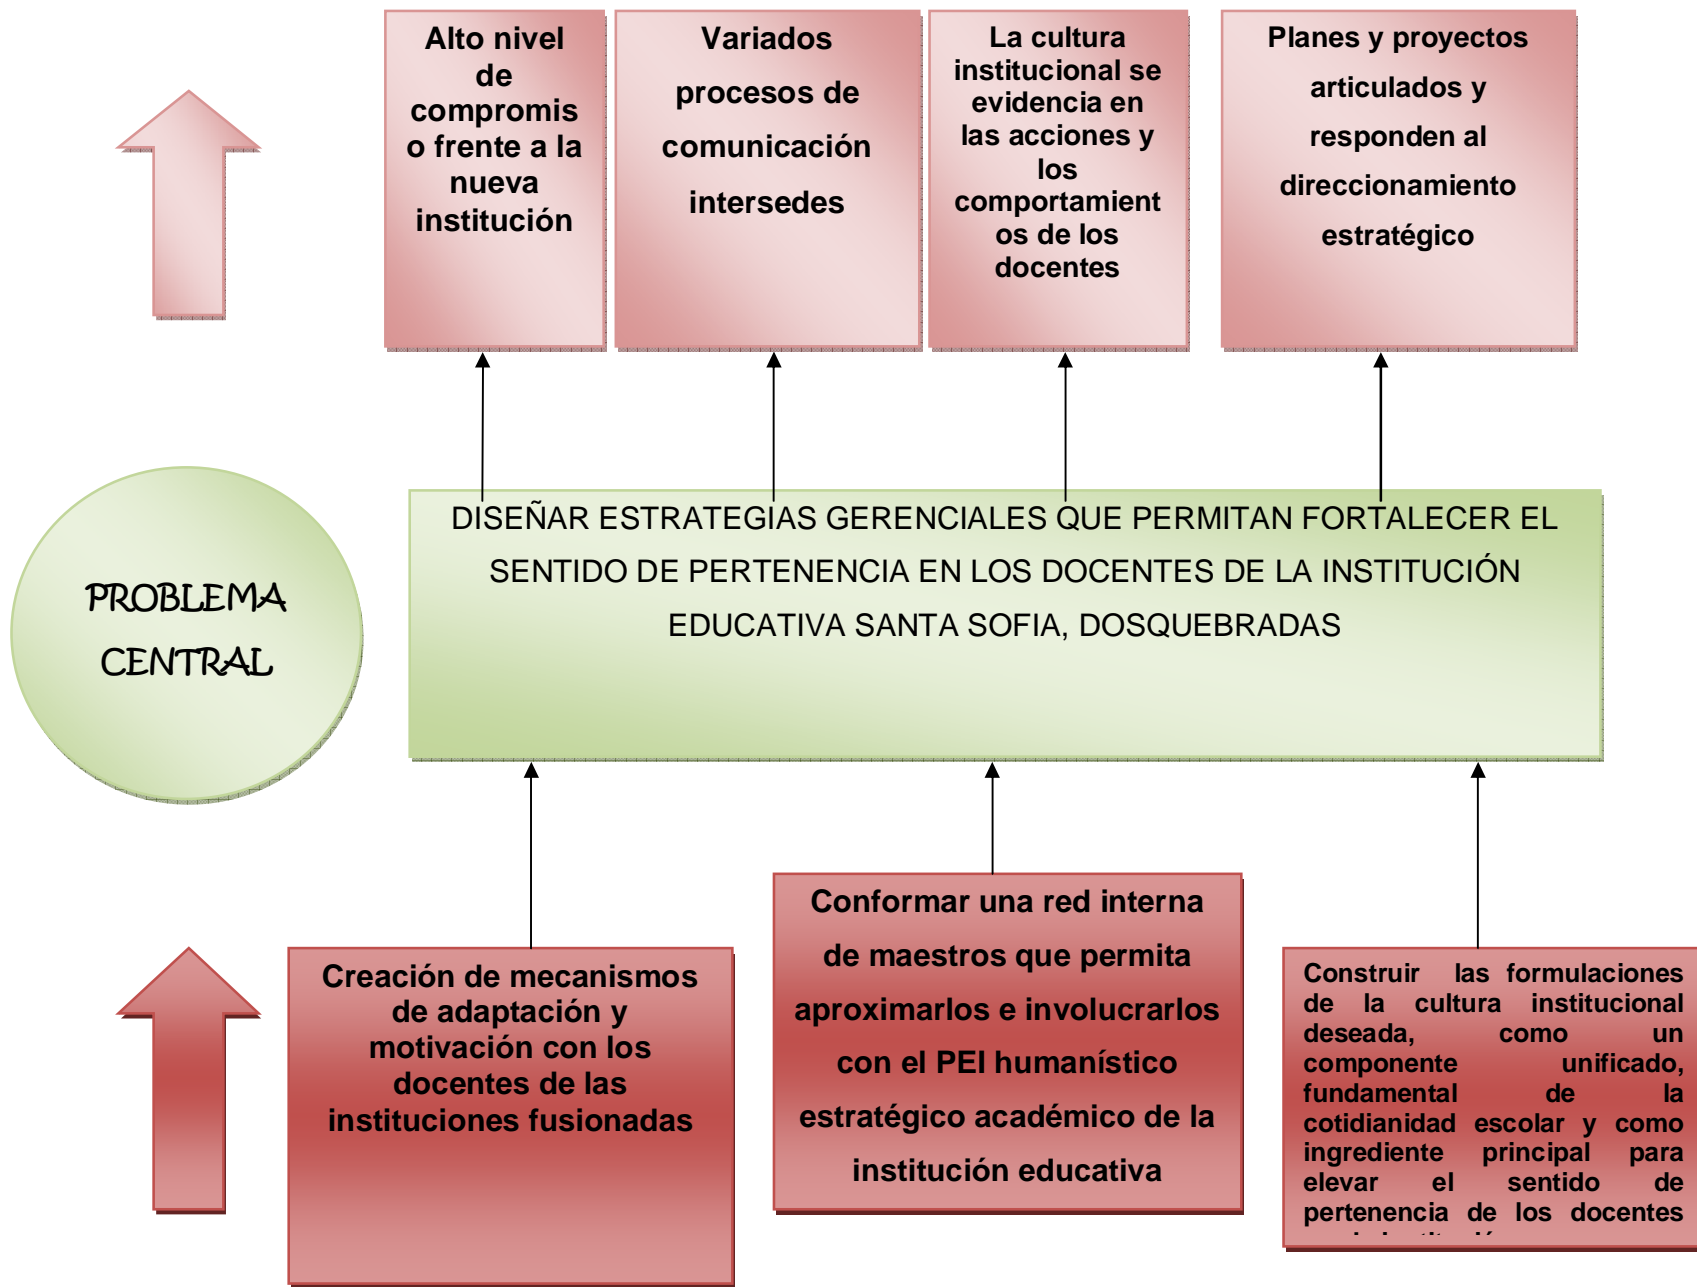 Alto nivel
de
compromis
o frente a la
nueva
institución
Variados
procesos de
comunicación
intersedes
La cultura
institucional se
evidencia en
las acciones y
los
comportamient
os de los
docentes
Planes y proyectos
articulados y
responden al
direccionamiento
estratégico
PROBLEMA
CENTRAL
DISEÑAR ESTRATEGIAS GERENCIALES QUE PERMITAN FORTALECER EL
SENTIDO DE PERTENENCIA EN LOS DOCENTES DE LA INSTITUCIÓN
EDUCATIVA SANTA SOFIA, DOSQUEBRADAS
Creación de mecanismos
de adaptación y
motivación con los
docentes de las
instituciones fusionadas
Conformar una red interna
de maestros que permita
aproximarlos e involucrarlos
con el PEI humanístico
estratégico académico de la
institución educativa
Construir las formulaciones
de la cultura institucional
deseada, como un
componente unificado,
fundamental de la
cotidianidad escolar y como
ingrediente principal para
elevar el sentido de
pertenencia de los docentes